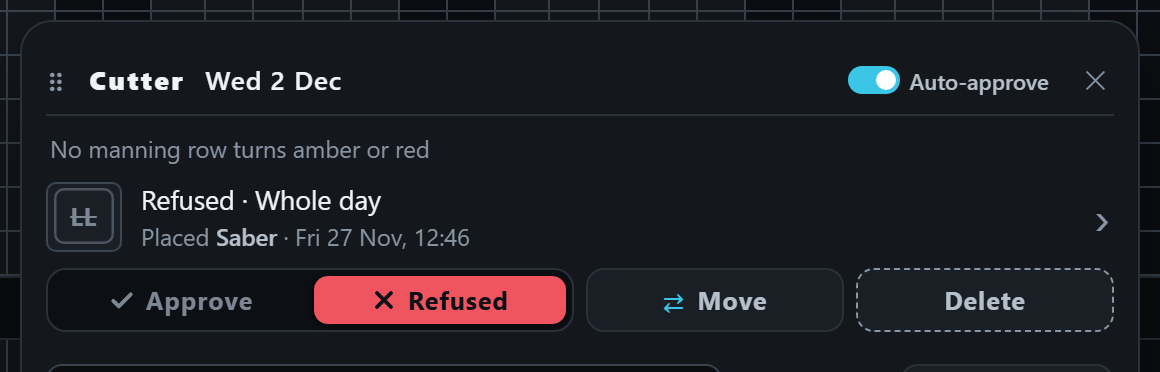 Cutter Wed 2 Dec Auto-approve
No manning row turns amber or red
LL
Refused · Whole day
Placed Saber · Fri 27 Nov, 12:46
Approve Refused Move Delete